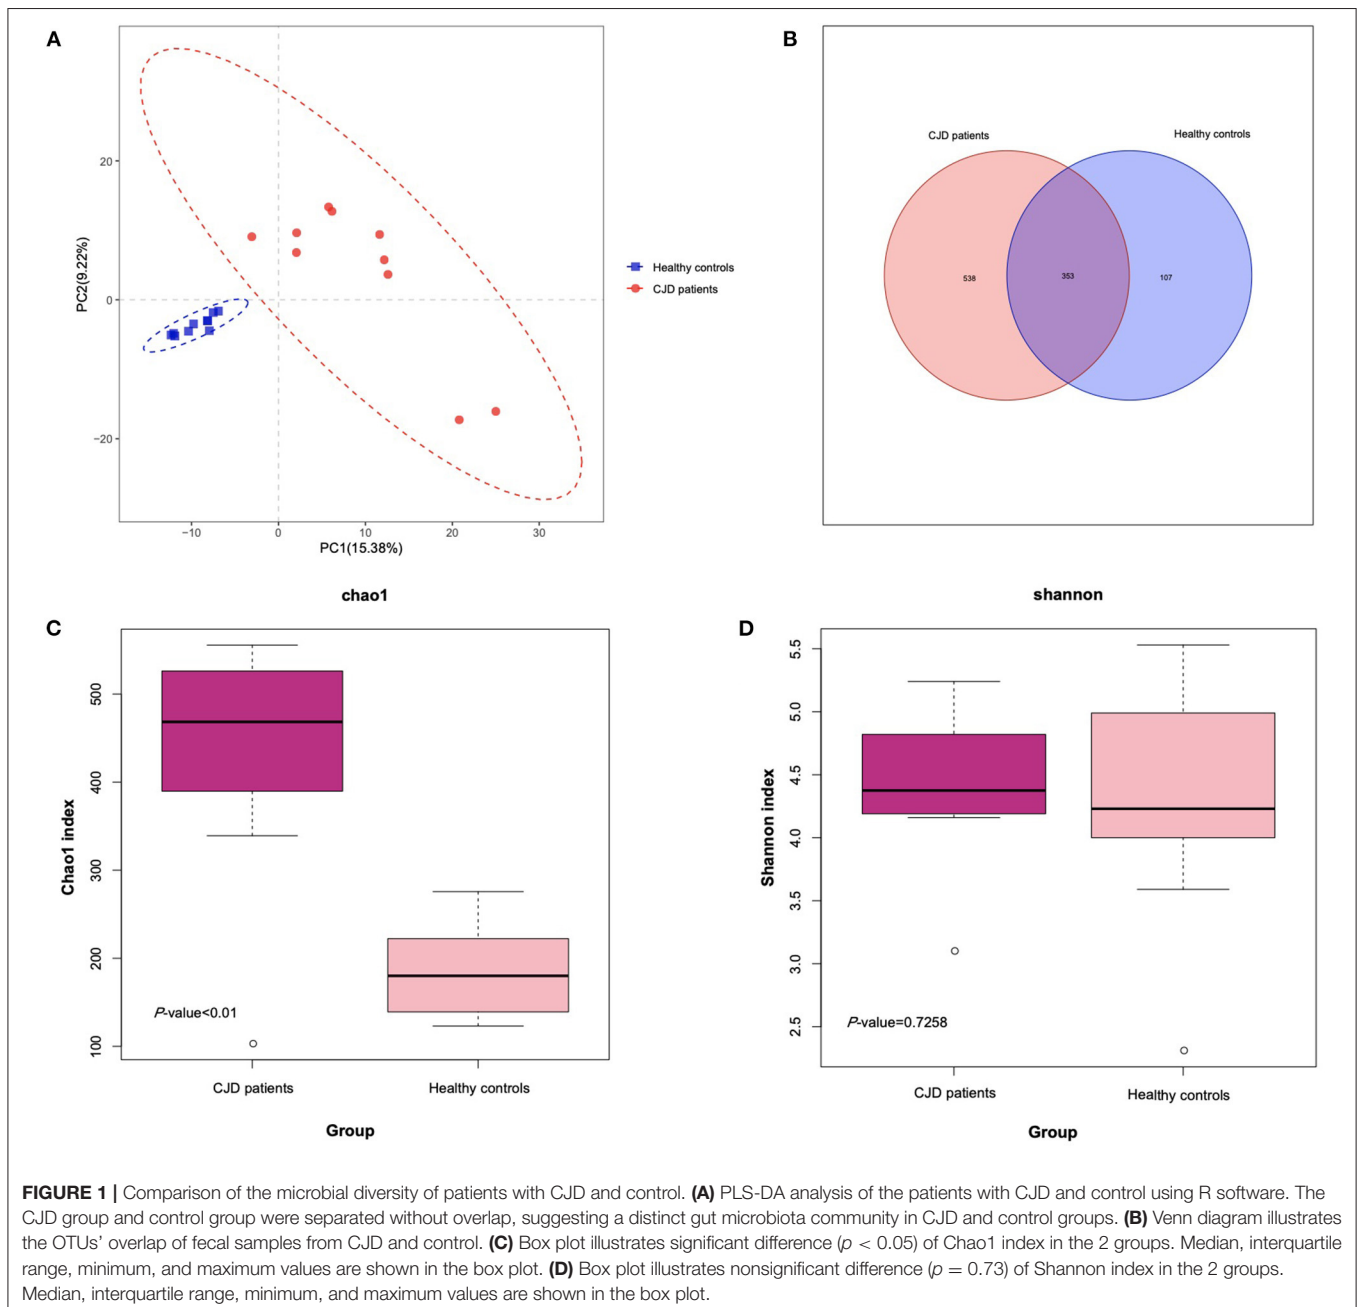 A
20
0
−20
PC2(9.22%)
−10
0
10
20
30
PC1(15.38%)
Healthy controls
CJD patients
B
CJD patients
Healthy controls
538
353
107
C
chao1
500
400
300
200
100
Chao1 index
P-value<0.01
CJD patients
Healthy controls
Group
D
shannon
5.5
5.0
4.5
4.0
3.5
3.0
2.5
Shannon index
P-value=0.7258
CJD patients
Healthy controls
Group
FIGURE 1 | Comparison of the microbial diversity of patients with CJD and control. (A) PLS-DA analysis of the patients with CJD and control using R software. The
CJD group and control group were separated without overlap, suggesting a distinct gut microbiota community in CJD and control groups. (B) Venn diagram illustrates
the OTUs' overlap of fecal samples from CJD and control. (C) Box plot illustrates significant difference (p < 0.05) of Chao1 index in the 2 groups. Median, interquartile
range, minimum, and maximum values are shown in the box plot. (D) Box plot illustrates nonsignificant difference (p = 0.73) of Shannon index in the 2 groups.
Median, interquartile range, minimum, and maximum values are shown in the box plot.